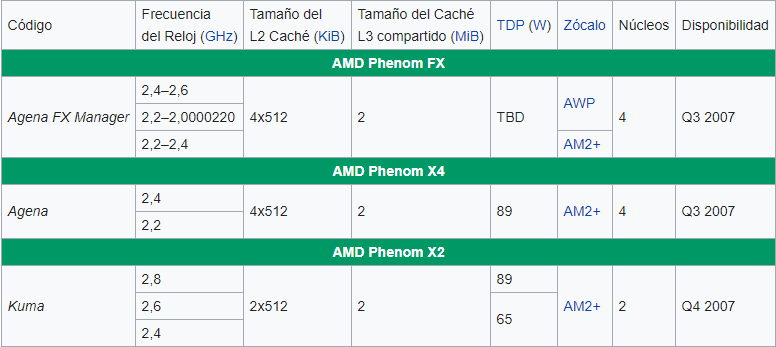 Código
Frecuencia
del Reloj (GHz)
Tamaño del
L2 Caché (KiB)
Tamaño del Caché
L3 compartido (MiB)
TDP (W)
Zócalo
Núcleos
Disponibilidad
AMD Phenom FX
Agena FX Manager
2,4–2,6
2,2–2,0000220
2,2–2,4
4x512
2
TBD
AWP
AM2+
4
Q3 2007
AMD Phenom X4
Agena
2,4
2,2
4x512
2
89
AM2+
4
Q3 2007
AMD Phenom X2
Kuma
2,8
2,6
2,4
2x512
2
89
65
AM2+
2
Q4 2007